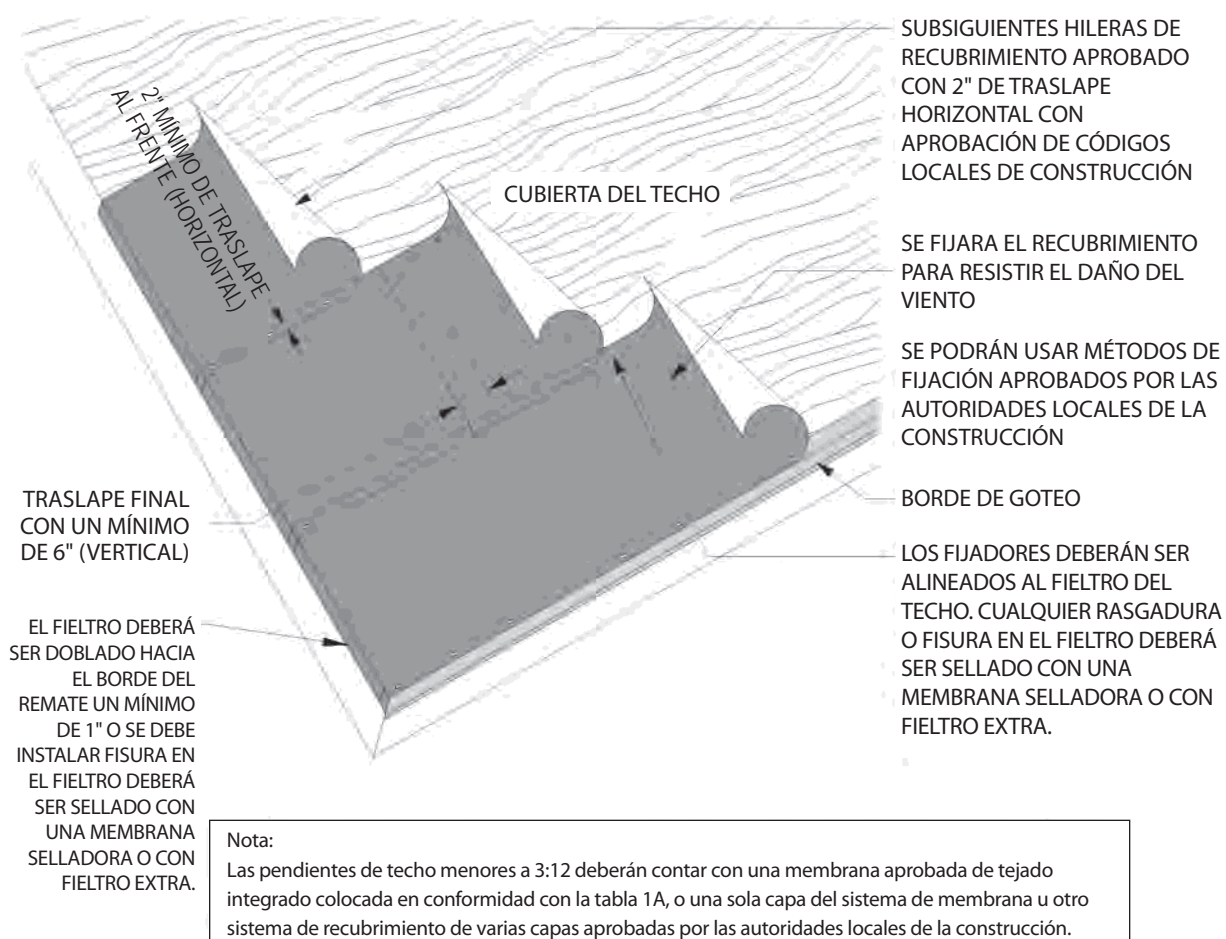 SUBSIGUIENTES HILERAS DE
RECUBRIMIENTO APROBADO
CON 2" DE TRASLAPE
HORIZONTAL CON
APROBACIÓN DE CÓDIGOS
LOCALES DE CONSTRUCCIÓN
2" MÍNIMO DE TRASLAPE
AL FRENTE (HORIZONTAL)
CUBIERTA DEL TECHO
SE FIJARA EL RECUBRIMIENTO
PARA RESISTIR EL DAÑO DEL
VIENTO
SE PODRÁN USAR MÉTODOS DE
FIJACIÓN APROBADOS POR LAS
AUTORIDADES LOCALES DE LA
CONSTRUCCIÓN
TRASLAPE FINAL
CON UN MÍNIMO
DE 6" (VERTICAL)
BORDE DE GOTEO
LOS FIJADORES DEBERÁN SER
ALINEADOS AL FIELTRO DEL
TECHO. CUALQUIER RASGADURA
O FISURA EN EL FIELTRO DEBERÁ
SER SELLADO CON UNA
MEMBRANA SELLADORA O CON
FIELTRO EXTRA.
EL FIELTRO DEBERÁ
SER DOBLADO HACIA
EL BORDE DEL
REMATE UN MÍNIMO
DE 1" O SE DEBE
INSTALAR FISURA EN
EL FIELTRO DEBERÁ
SER SELLADO CON
UNA MEMBRANA
SELLADORA O CON
FIELTRO EXTRA.
Nota:
Las pendientes de techo menores a 3:12 deberán contar con una membrana aprobada de tejado
integrado colocada en conformidad con la tabla 1A, o una sola capa del sistema de membrana u otro
sistema de recubrimiento de varias capas aprobadas por las autoridades locales de la construcción.